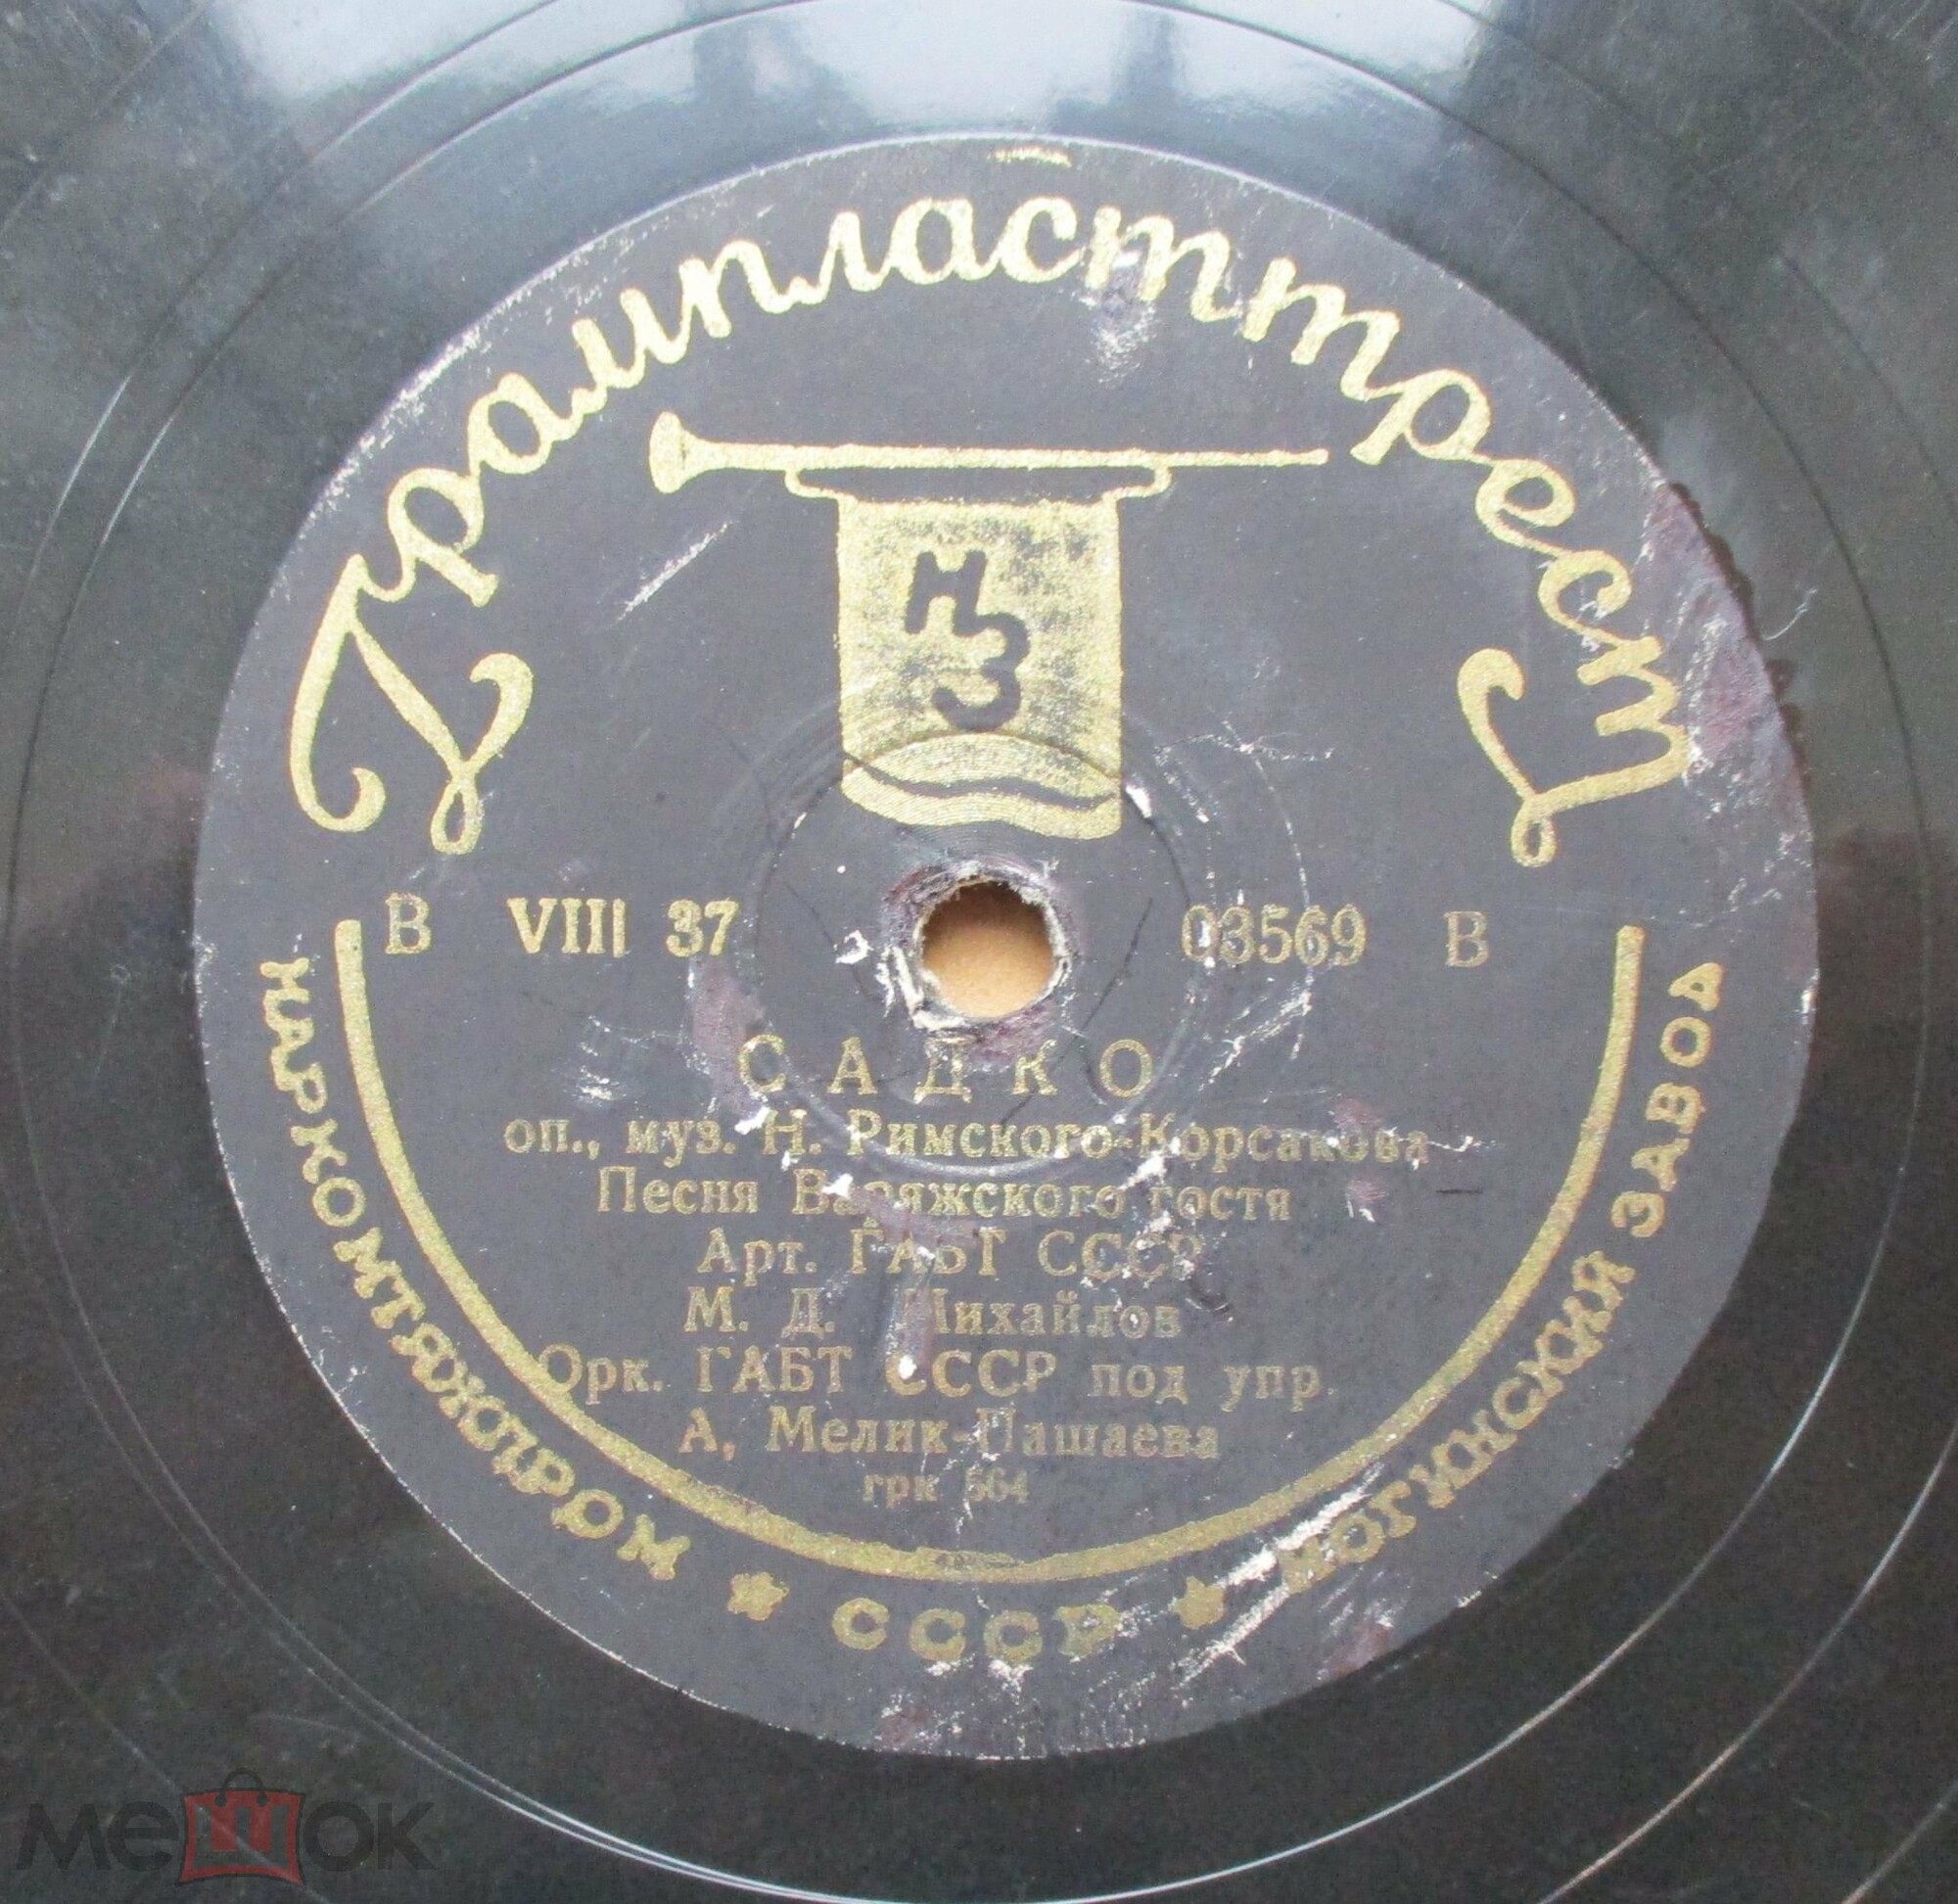 Грампласттрест
НЗ
В VIII 37 03569 В
САДКО
оп., муз. Н. Римского-Корсакова
Песня Варяжского гостя
Арт. ГАБТ СССР
М. Д. Михайлов
Орк. ГАБТ СССР под упр.
А. Мелик-Пашаева
грк 564
НАРКОМТЯЖПРОМ ★ СССР ★ НОГИНСКИЙ ЗАВОД
мешок